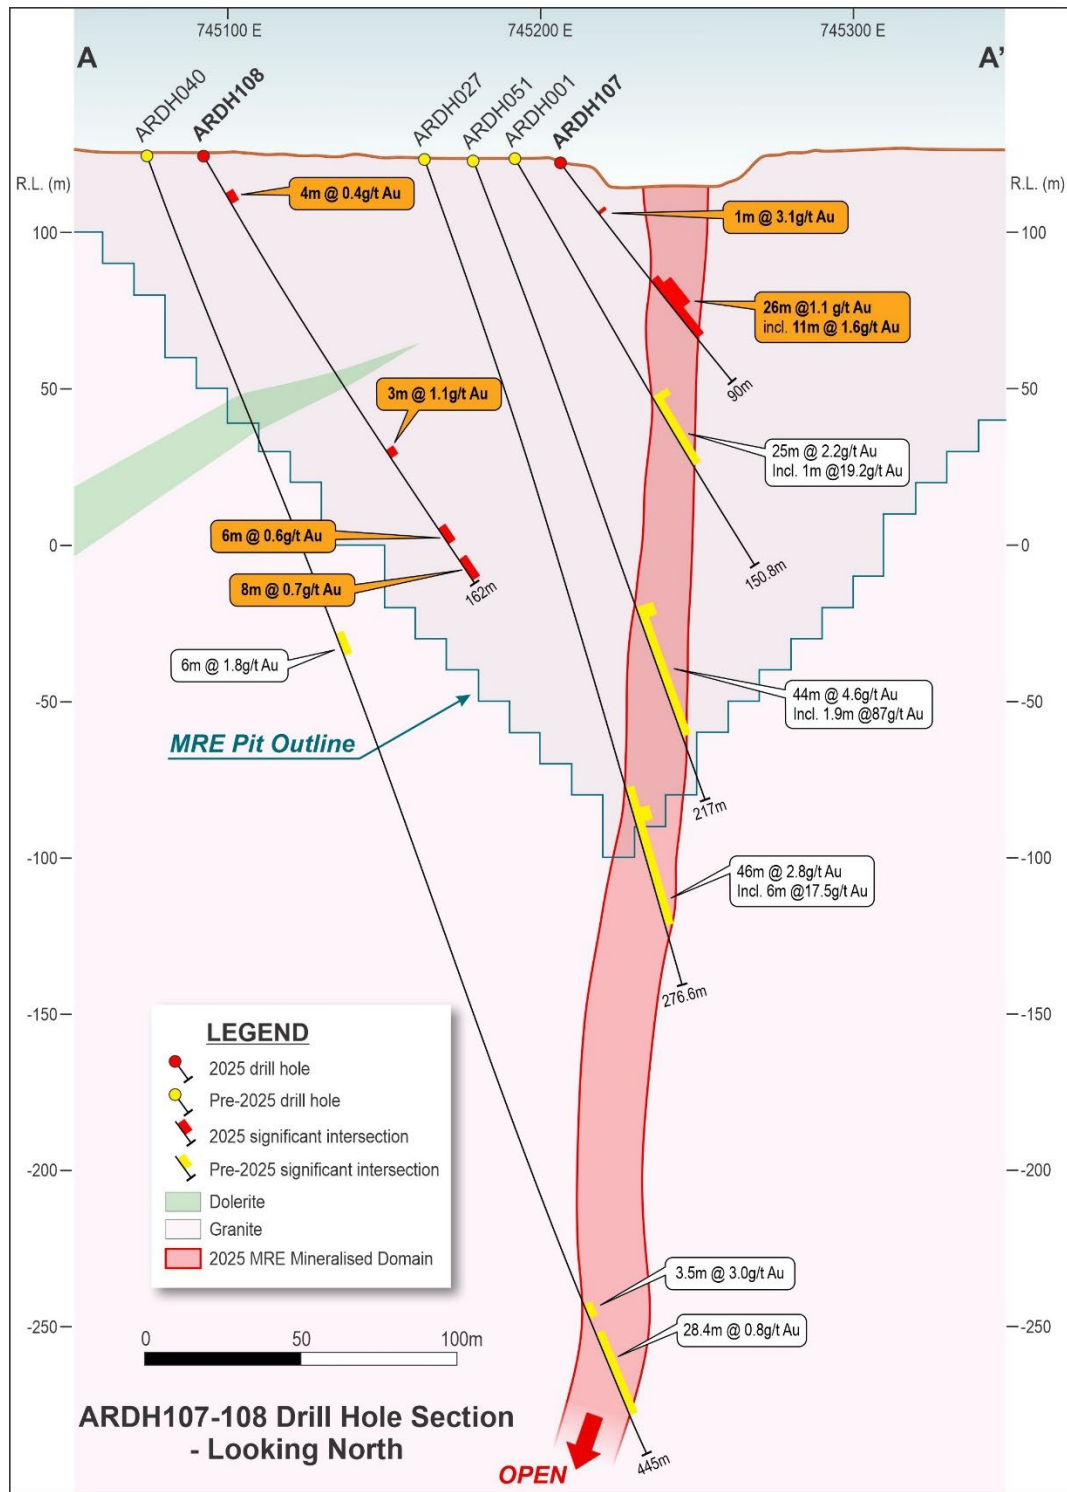 745100 E
745200 E
745300 E
A
A'
ARDH040
ARDH108
ARDH027
ARDH051
ARDH001
ARDH107
R.L. (m)
R.L. (m)
4m @ 0.4g/t Au
1m @ 3.1g/t Au
100
100
26m @1.1 g/t Au
incl. 11m @ 1.6g/t Au
90m
50
50
3m @ 1.1g/t Au
25m @ 2.2g/t Au
Incl. 1m @19.2g/t Au
6m @ 0.6g/t Au
0
0
150.8m
8m @ 0.7g/t Au
162m
6m @ 1.8g/t Au
-50
-50
44m @ 4.6g/t Au
Incl. 1.9m @87g/t Au
MRE Pit Outline
217m
-100
-100
46m @ 2.8g/t Au
Incl. 6m @17.5g/t Au
276.6m
-150
-150
LEGEND
2025 drill hole
Pre-2025 drill hole
2025 significant intersection
Pre-2025 significant intersection
Dolerite
Granite
2025 MRE Mineralised Domain
-200
-200
3.5m @ 3.0g/t Au
-250
-250
28.4m @ 0.8g/t Au
0
50
100m
ARDH107-108 Drill Hole Section
- Looking North
445m
OPEN